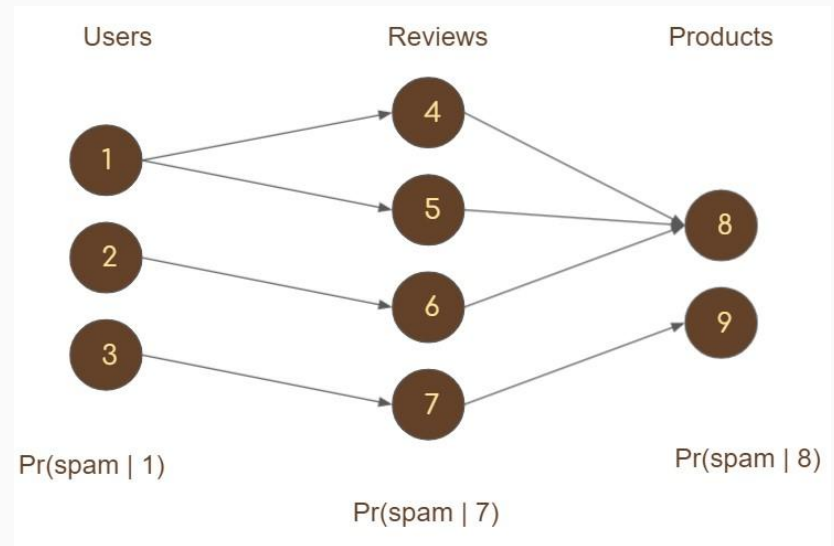 Users Reviews Products
4
1
5
8
2
6
9
3
7
Pr(spam | 1)
Pr(spam | 8)
Pr(spam | 7)